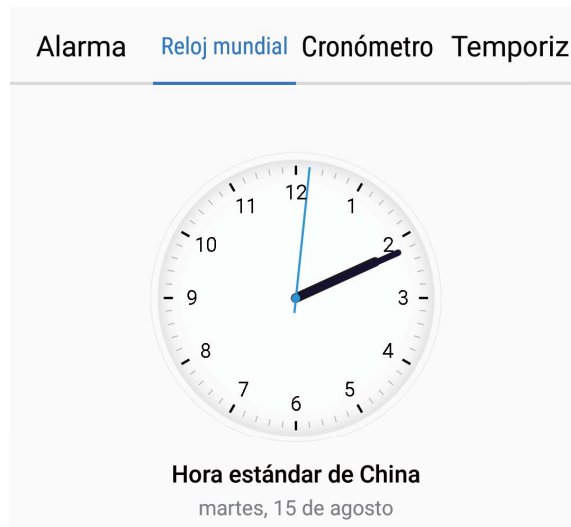 Alarma Reloj mundial Cronómetro Temporiz
12
11 1
10 2
9 3
8 4
7 5
6
Hora estándar de China
martes, 15 de agosto